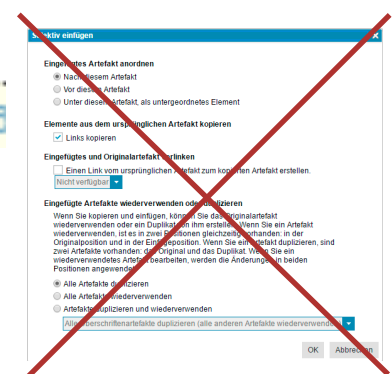 Selektiv einfügen
Eingefügtes Artefakt anordnen
Nach diesem Artefakt
Vor diesem Artefakt
Unter diesem Artefakt, als untergeordnetes Element
Elemente aus dem ursprünglichen Artefakt kopieren
Links kopieren
Eingefügtes und Originalartefakt verlinken
Einen Link vom ursprünglichen Artefakt zum kopierten Artefakt erstellen.
Nicht verfügbar
Eingefügte Artefakte wiederverwenden oder duplizieren
Wenn Sie kopieren und einfügen, können Sie das Originalartefakt
wiederverwenden oder ein Duplikat von ihm erstellen. Wenn Sie ein Artefakt
wiederverwenden, ist es in zwei Positionen gleichzeitig vorhanden: in der
Originalposition und in der Einfügeposition. Wenn Sie ein Artefakt duplizieren, sind
zwei Artefakte vorhanden: das Original und das Duplikat. Wenn Sie ein
wiederverwendetes Artefakt bearbeiten, werden die Änderungen in beiden
Positionen angewendet.
Alle Artefakte duplizieren
Alle Artefakte wiederverwenden
Artefakte duplizieren und wiederverwenden
Alle Überschriftenartefakte duplizieren (alle anderen Artefakte wiederverwenden)
OK Abbrechen